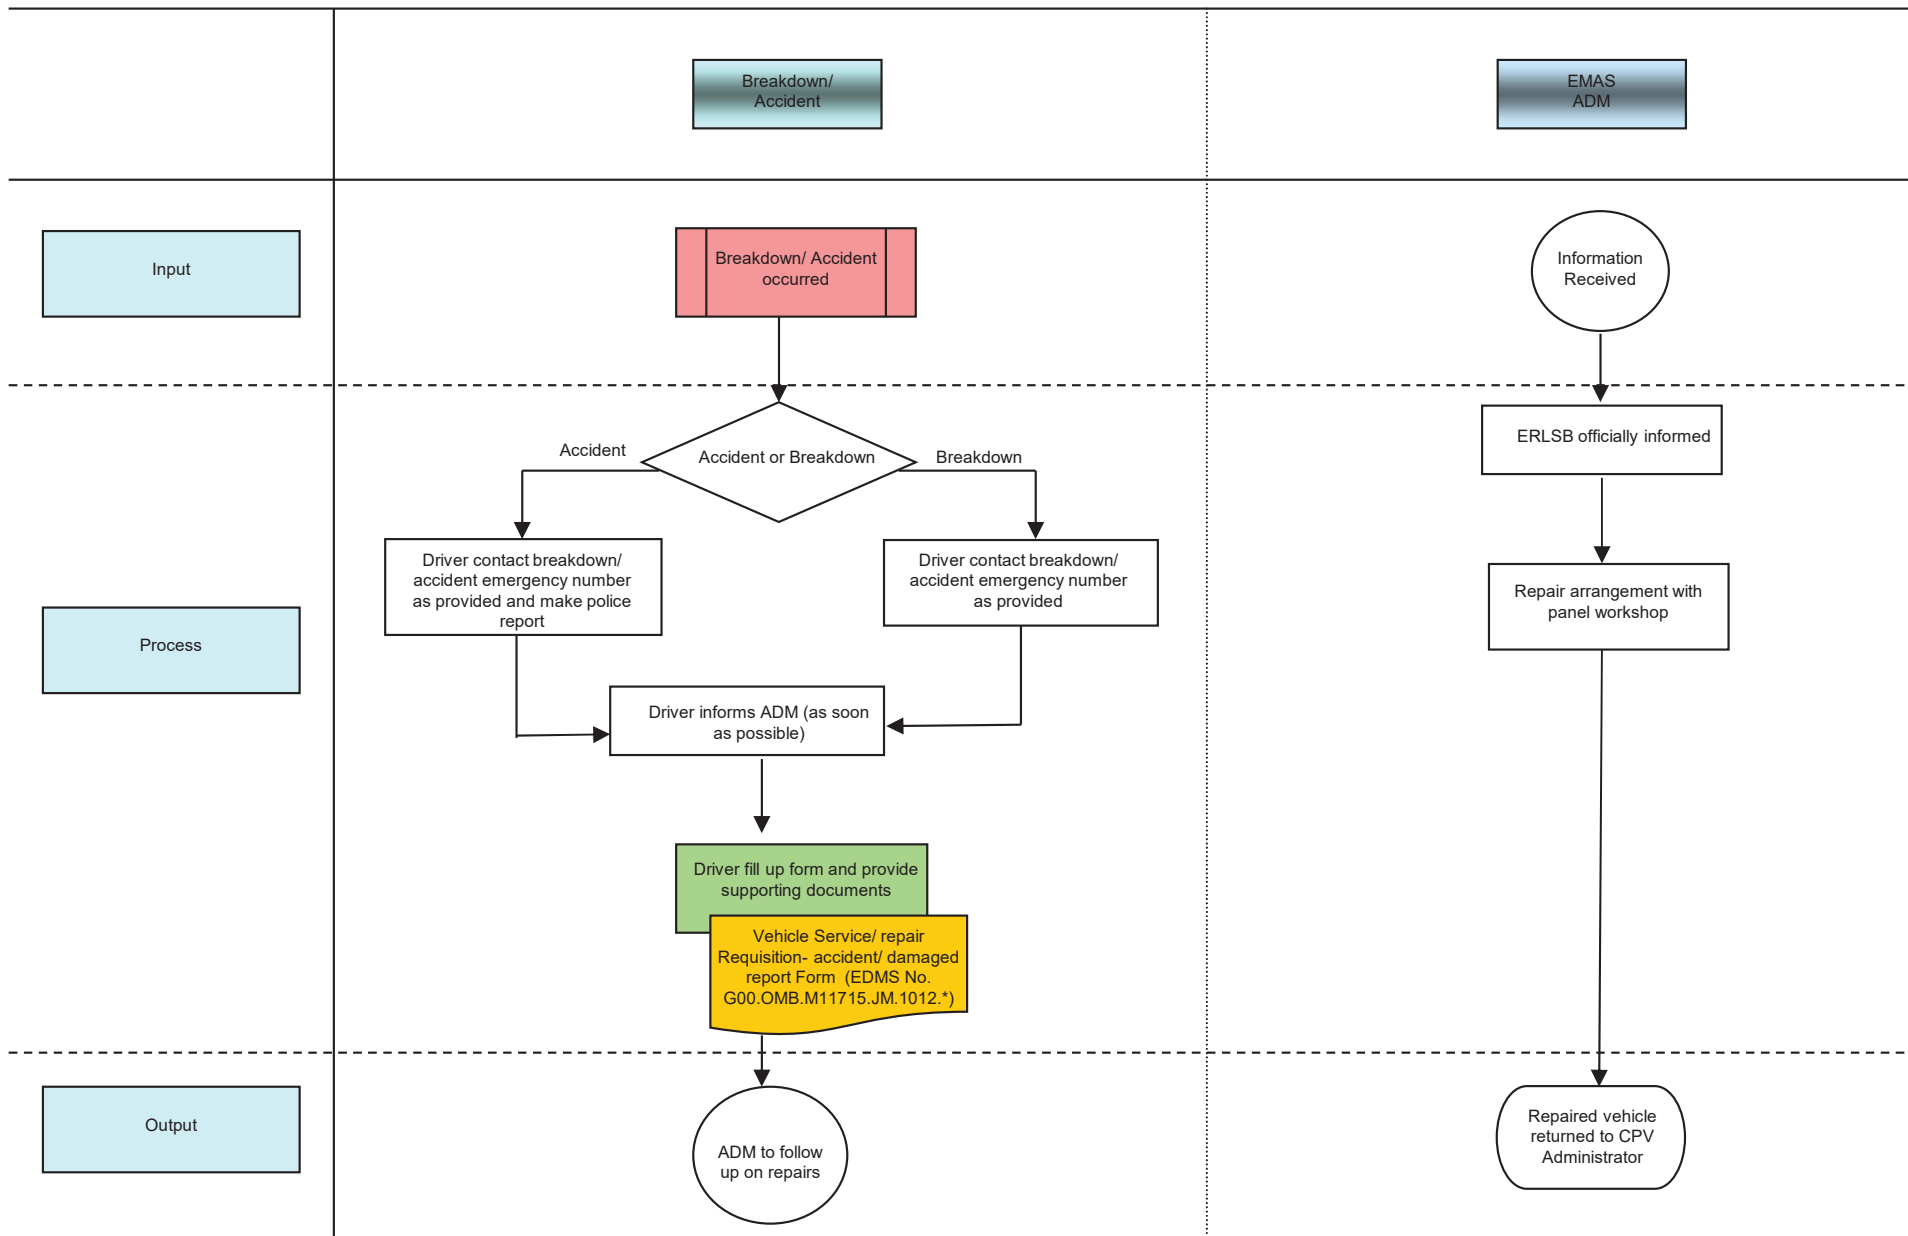 Breakdown/
Accident
EMAS
ADM
Input
Breakdown/ Accident
occurred
Information
Received
Process
Accident
Accident or Breakdown
Breakdown
ERLSB officially informed
Driver contact breakdown/
accident emergency number
as provided and make police
report
Driver contact breakdown/
accident emergency number
as provided
Repair arrangement with
panel workshop
Driver informs ADM (as soon
as possible)
Driver fill up form and provide
supporting documents
Vehicle Service/ repair
Requisition- accident/ damaged
report Form  (EDMS No.
G00.OMB.M11715.JM.1012.*)
Output
ADM to follow
up on repairs
Repaired vehicle
returned to CPV
Administrator